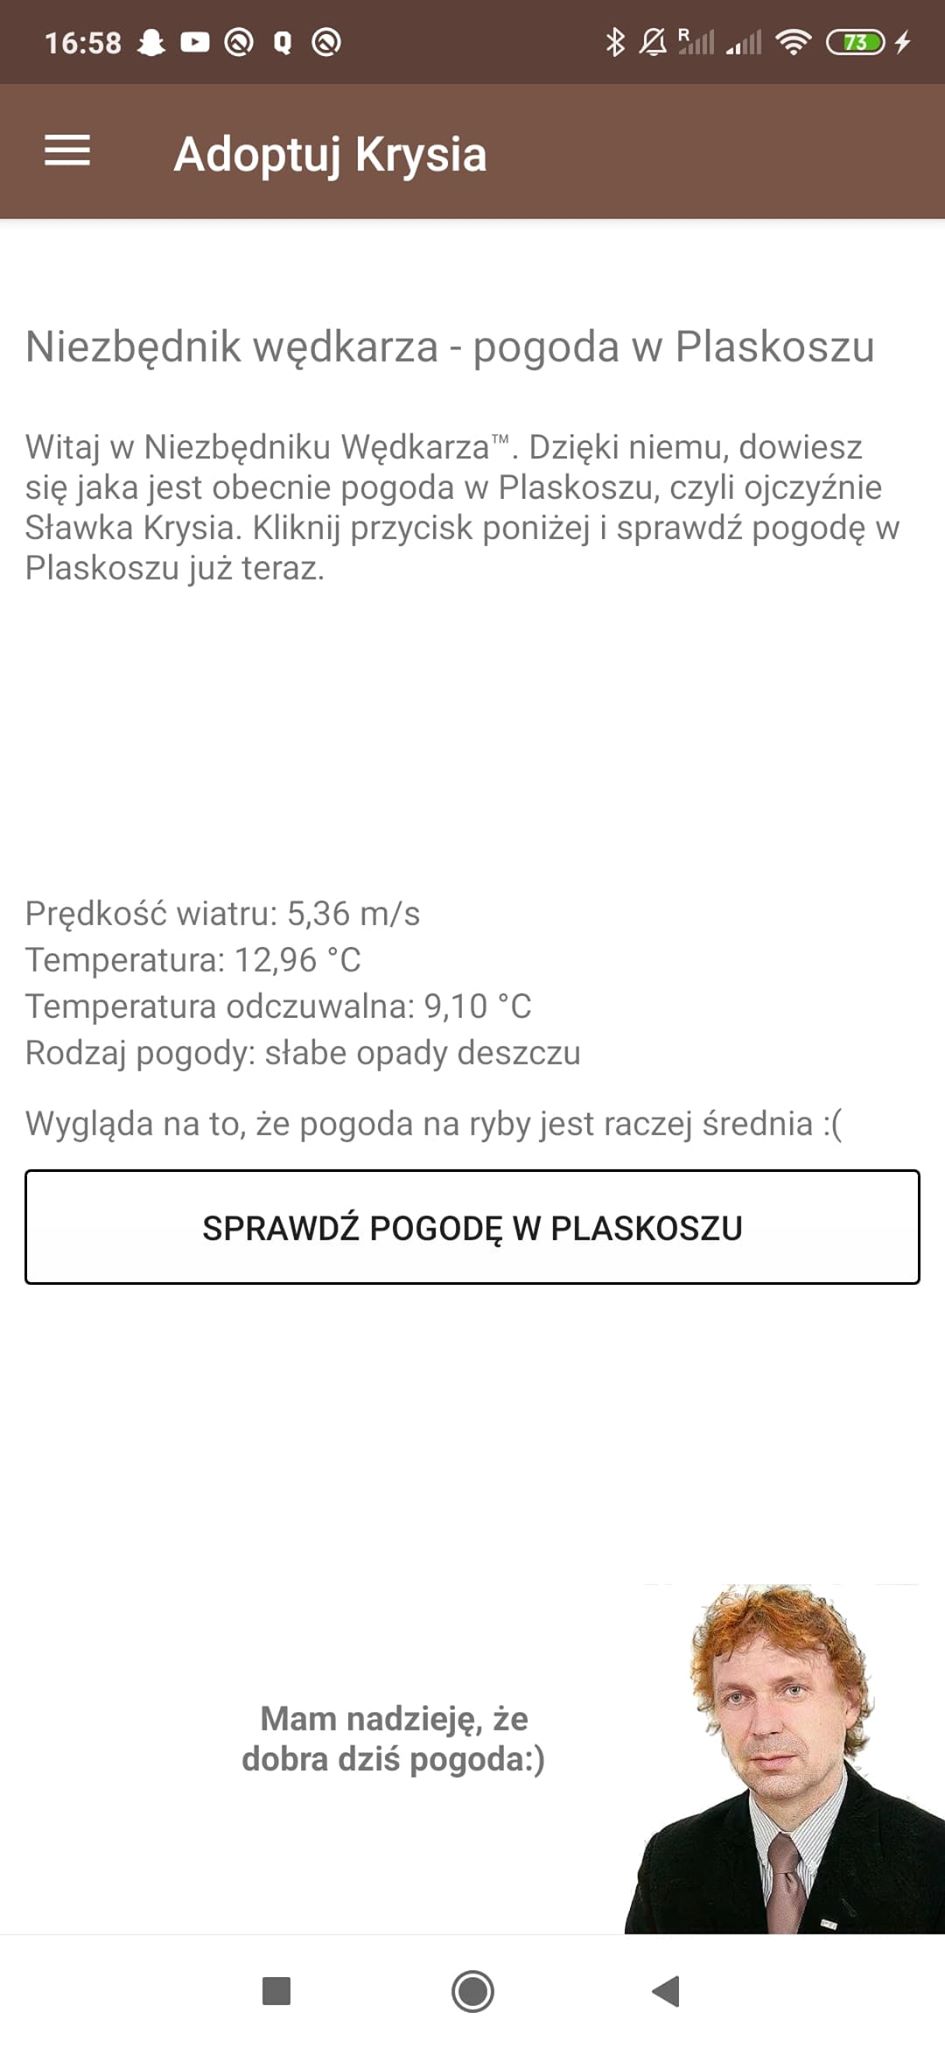 16:58
R
73
Adoptuj Krysia
Niezbędnik wędkarza - pogoda w Plaskoszu
Witaj w Niezbędniku Wędkarza™. Dzięki niemu, dowiesz
się jaka jest obecnie pogoda w Plaskoszu, czyli ojczyźnie
Sławka Krysia. Kliknij przycisk poniżej i sprawdź pogodę w
Plaskoszu już teraz.
Prędkość wiatru: 5,36 m/s
Temperatura: 12,96 °C
Temperatura odczuwalna: 9,10 °C
Rodzaj pogody: słabe opady deszczu
Wygląda na to, że pogoda na ryby jest raczej średnia :(
SPRAWDŹ POGODĘ W PLASKOSZU
Mam nadzieję, że
dobra dziś pogoda:)